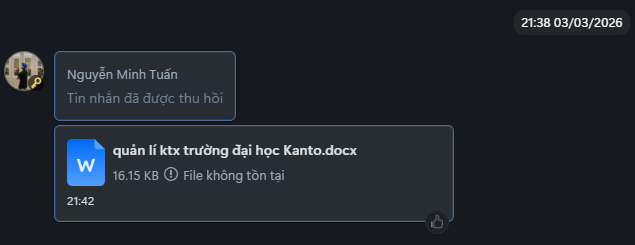 21:38 03/03/2026
Nguyễn Minh Tuấn
Tin nhắn đã được thu hồi
W
quản lí ktx trường đại học Kanto.docx
16.15 KB File không tồn tại
21:42